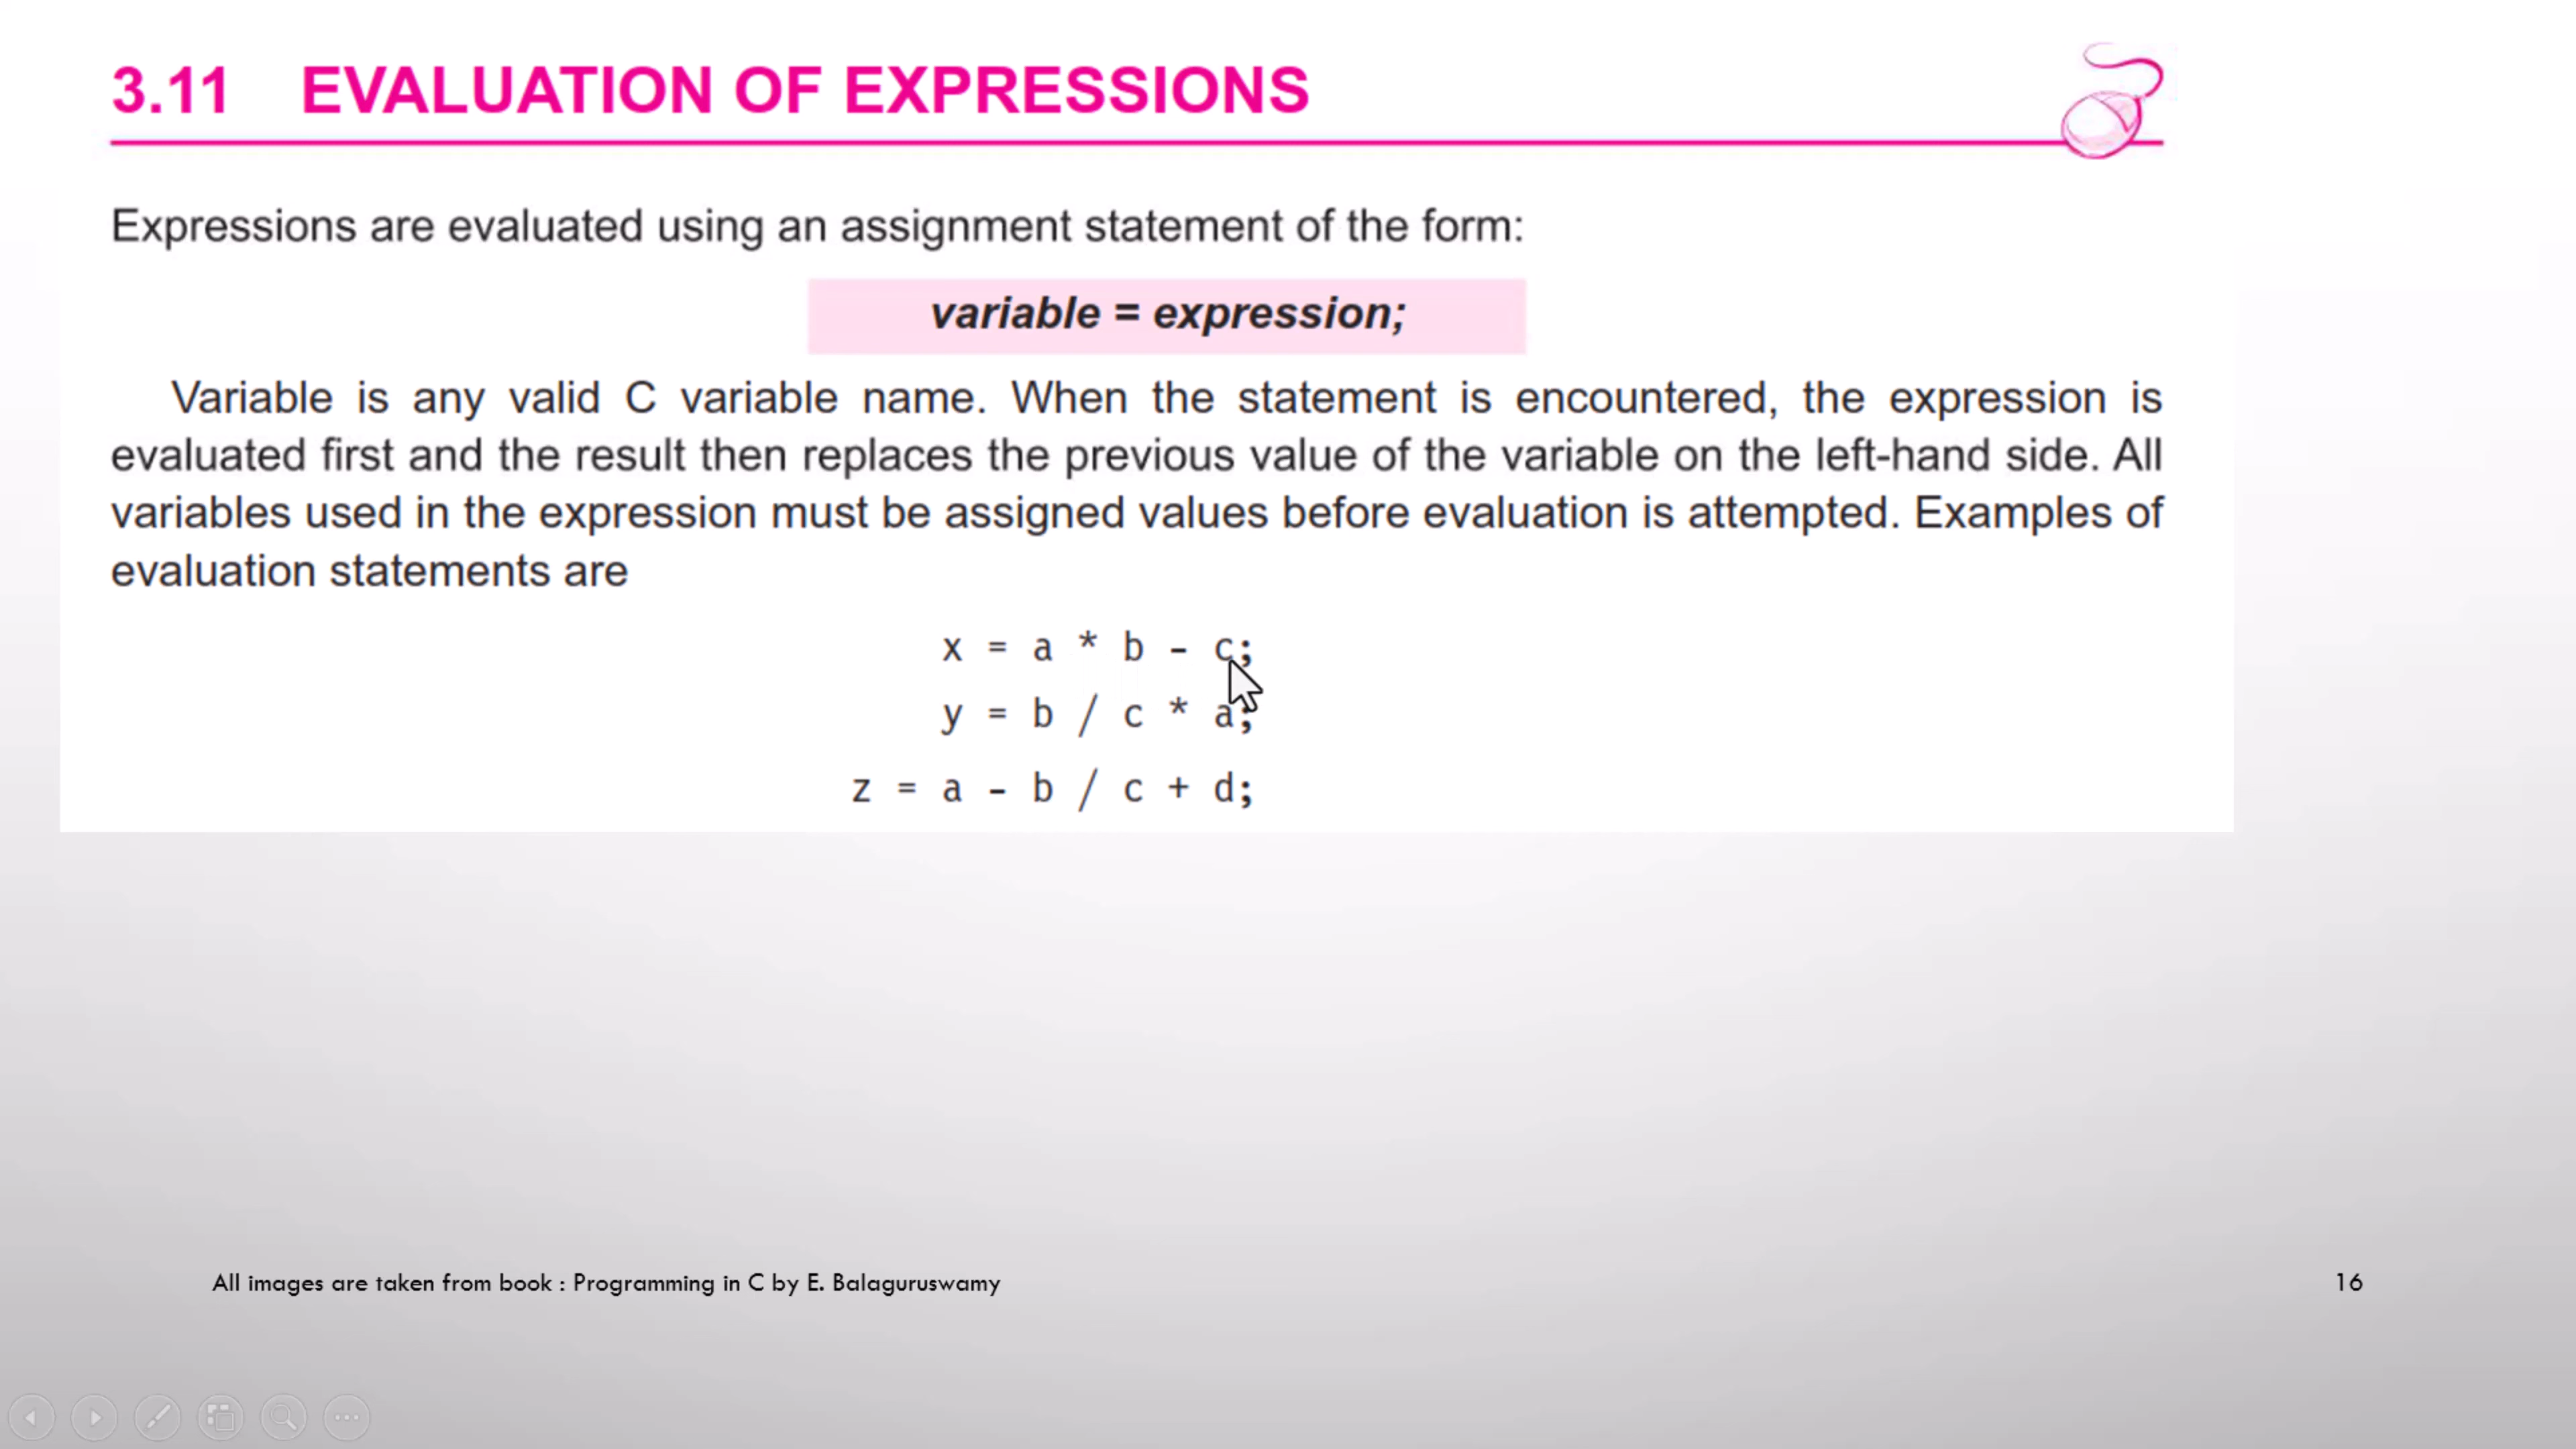 3.11 EVALUATION OF EXPRESSIONS
Expressions are evaluated using an assignment statement of the form:
variable = expression;
Variable is any valid C variable name. When the statement is encountered, the expression is
evaluated first and the result then replaces the previous value of the variable on the left-hand side. All
variables used in the expression must be assigned values before evaluation is attempted. Examples of
evaluation statements are
x = a * b - c;
y = b / c * a;
z = a - b / c + d;
All images are taken from book : Programming in C by E. Balaguruswamy
16